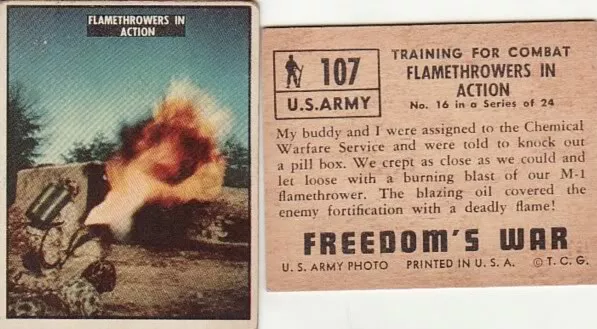 FLAMETHROWERS IN
ACTION
107
U.S.ARMY
TRAINING FOR COMBAT
FLAMETHROWERS IN
ACTION
No. 16 in a Series of 24
My buddy and I were assigned to the Chemical
Warfare Service and were told to knock out
a pill box. We crept as close as we could and
let loose with a burning blast of our M-1
flamethrower. The blazing oil covered the
enemy fortification with a deadly flame!
FREEDOM'S WAR
U. S. ARMY PHOTO PRINTED IN U. S. A. © T. C. G.